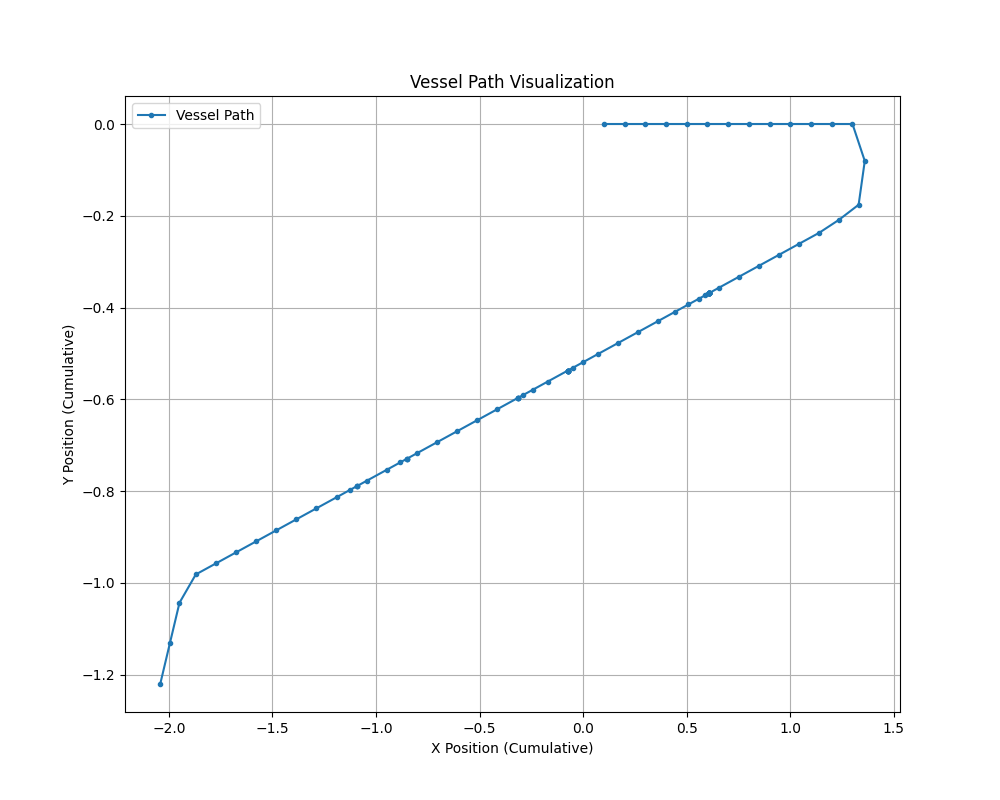 Vessel Path Visualization
Vessel Path
Y Position (Cumulative)
0.0
−0.2
−0.4
−0.6
−0.8
−1.0
−1.2
−2.0 −1.5 −1.0 −0.5 0.0 0.5 1.0 1.5
X Position (Cumulative)